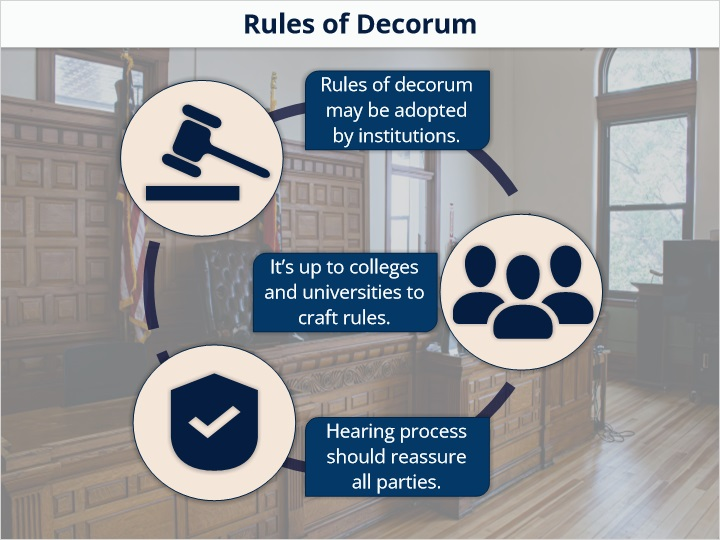 Rules of Decorum
Rules of decorum
may be adopted
by institutions.
It’s up to colleges
and universities to
craft rules.
Hearing process
should reassure
all parties.